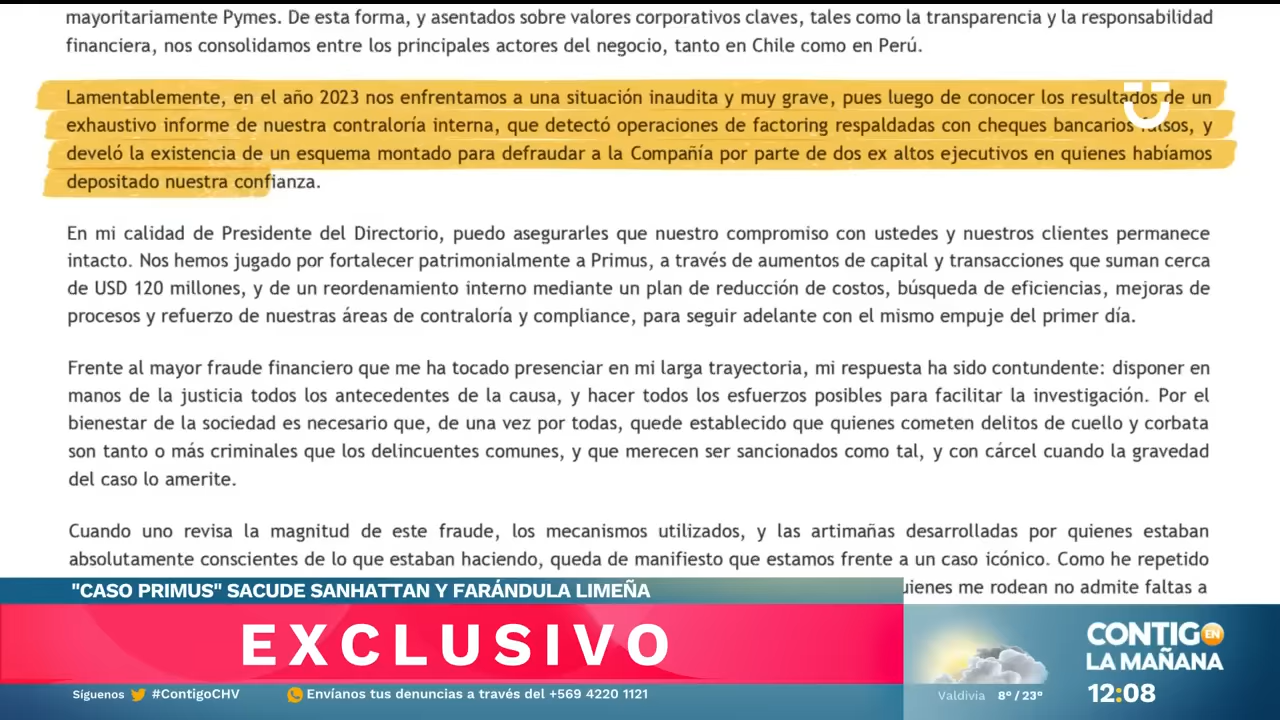 mayoritariamente Pymes. De esta forma, y asentados sobre valores corporativos claves, tales como la transparencia y la responsabilidad
financiera, nos consolidamos entre los principales actores del negocio, tanto en Chile como en Perú.
Lamentablemente, en el año 2023 nos enfrentamos a una situación inaudita y muy grave, pues luego de conocer los resultados de un
exhaustivo informe de nuestra contraloría interna, que detectó operaciones de factoring respaldadas con cheques bancarios falsos, y
develó la existencia de un esquema montado para defraudar a la Compañía por parte de dos ex altos ejecutivos en quienes habíamos
depositado nuestra confianza.
En mi calidad de Presidente del Directorio, puedo asegurarles que nuestro compromiso con ustedes y nuestros clientes permanece
intacto. Nos hemos jugado por fortalecer patrimonialmente a Primus, a través de aumentos de capital y transacciones que suman cerca
de USD 120 millones, y de un reordenamiento interno mediante un plan de reducción de costos, búsqueda de eficiencias, mejoras de
procesos y refuerzo de nuestras áreas de contraloría y compliance, para seguir adelante con el mismo empuje del primer día.
Frente al mayor fraude financiero que me ha tocado presenciar en mi larga trayectoria, mi respuesta ha sido contundente: disponer en
manos de la justicia todos los antecedentes de la causa, y hacer todos los esfuerzos posibles para facilitar la investigación. Por el
bienestar de la sociedad es necesario que, de una vez por todas, quede establecido que quienes cometen delitos de cuello y corbata
son tanto o más criminales que los delincuentes comunes, y que merecen ser sancionados como tal, y con cárcel cuando la gravedad
del caso lo amerite.
Cuando uno revisa la magnitud de este fraude, los mecanismos utilizados, y las artimañas desarrolladas por quienes estaban
absolutamente conscientes de lo que estaban haciendo, queda de manifiesto que estamos frente a un caso icónico. Como he repetido
me rodean no admite faltas a
"CASO PRIMUS" SACUDE SANHATTAN Y FARÁNDULA LIMEÑA
EXCLUSIVO
CONTIGO EN
LA MAÑANA
Síguenos #ContigoCHV Envíanos tus denuncias a través del +569 4220 1121
Valdivia 8°/23°
12:08